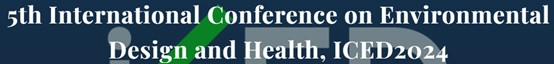 5th International Conference on Environmental
Design and Health, ICED2024